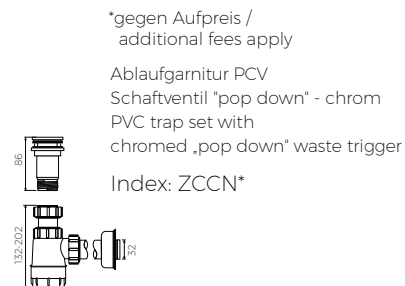 *gegen Aufpreis /
additional fees apply
Ablaufgarnitur PCV
Schaftventil "pop down" - chrom
PVC trap set with
chromed „pop down" waste trigger
Index: ZCCN*
86
132-202
32